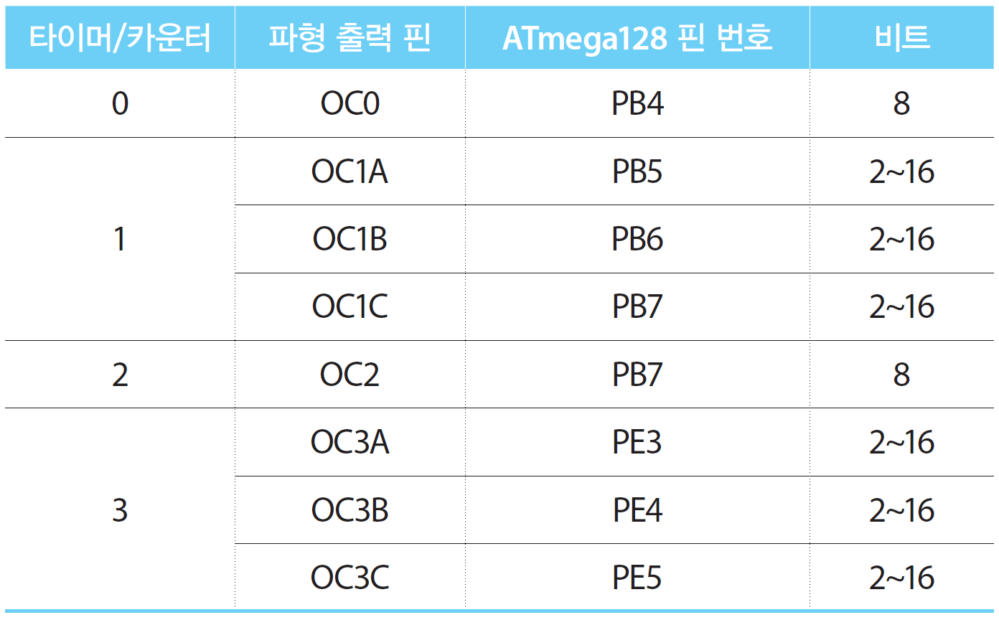 타이머/카운터 파형 출력 핀 ATmega128 핀 번호 비트
0 OC0 PB4 8
OC1A PB5 2~16
1 OC1B PB6 2~16
OC1C PB7 2~16
2 OC2 PB7 8
OC3A PE3 2~16
3 OC3B PE4 2~16
OC3C PE5 2~16